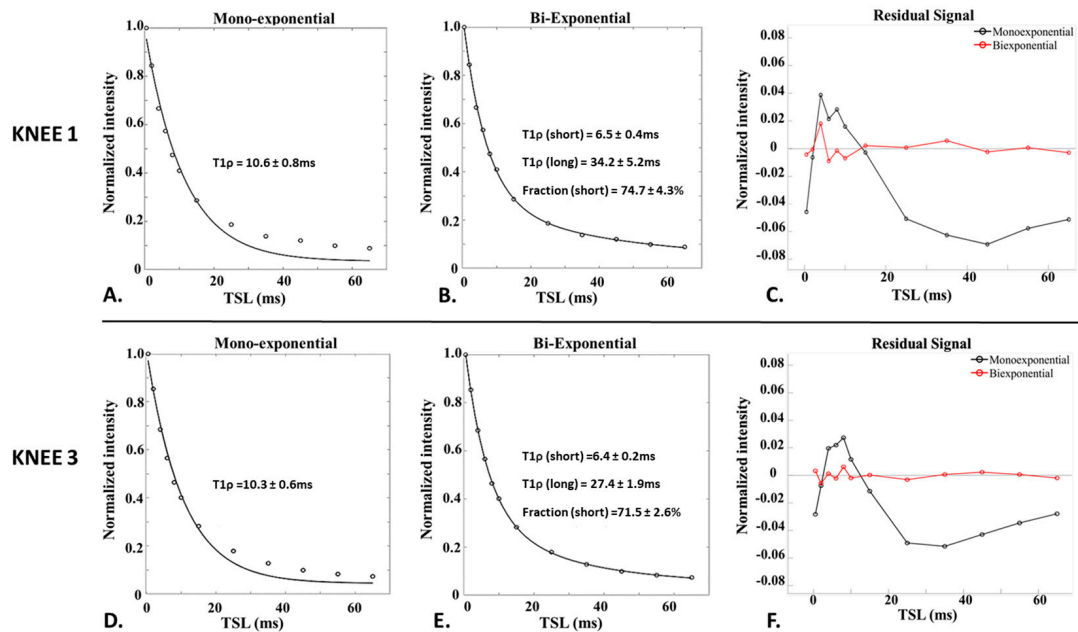 KNEE 1
Mono-exponential
Normalized intensity
1.0
0.8
0.6
0.4
0.2
0
0 20 40 60
T1ρ = 10.6 ± 0.8ms
A. TSL (ms)
Bi-Exponential
Normalized intensity
1.0
0.8
0.6
0.4
0.2
0
0 20 40 60
T1ρ (short) = 6.5 ± 0.4ms
T1ρ (long) = 34.2 ± 5.2ms
Fraction (short) = 74.7 ± 4.3%
B. TSL (ms)
Residual Signal
Monoexponential
Biexponential
Normalized intensity
0.08
0.06
0.04
0.02
0
-0.02
-0.04
-0.06
-0.08
0 20 40 60
C. TSL (ms)
KNEE 3
Mono-exponential
Normalized intensity
1.0
0.8
0.6
0.4
0.2
0
0 20 40 60
T1ρ =10.3 ± 0.6ms
D. TSL (ms)
Bi-Exponential
Normalized intensity
1.0
0.8
0.6
0.4
0.2
0
0 20 40 60
T1ρ (short) =6.4 ± 0.2ms
T1ρ (long) = 27.4 ± 1.9ms
Fraction (short) =71.5 ± 2.6%
E. TSL (ms)
Residual Signal
Monoexponential
Biexponential
Normalized intensity
0.08
0.06
0.04
0.02
0
-0.02
-0.04
-0.06
-0.08
0 20 40 60
F. TSL (ms)